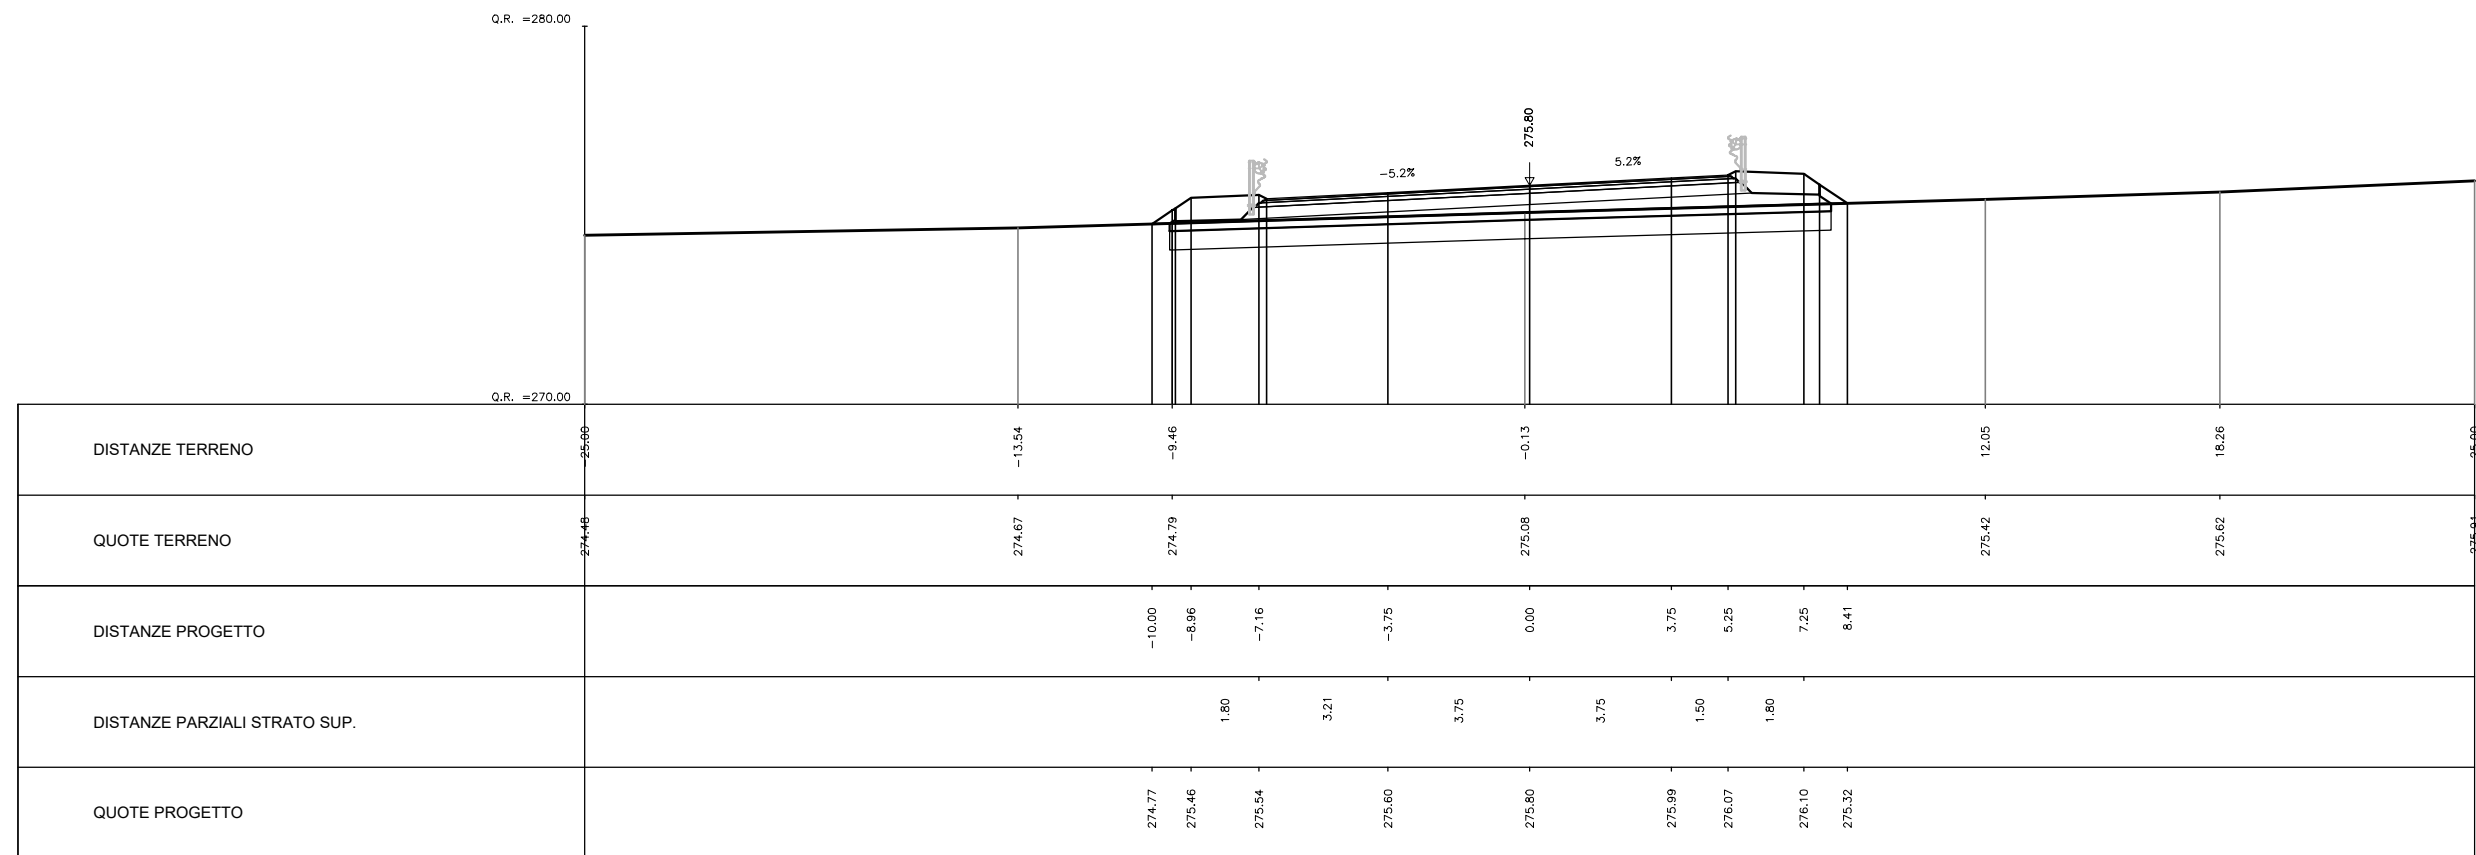 Q.R. =280.00
275.80
-5.2%
5.2%
Q.R. =270.00
DISTANZE TERRENO
-25.00 -13.54 -9.46 -0.13 12.05 18.26 25.00
QUOTE TERRENO
274.48 274.67 274.79 275.08 275.42 275.62 275.91
DISTANZE PROGETTO
-10.00 -8.96 -7.16 -3.75 0.00 3.75 5.25 7.25 8.41
DISTANZE PARZIALI STRATO SUP.
1.80 3.21 3.75 3.75 1.50 1.80
QUOTE PROGETTO
274.77 275.46 275.54 275.60 275.80 275.99 276.07 276.10 275.32